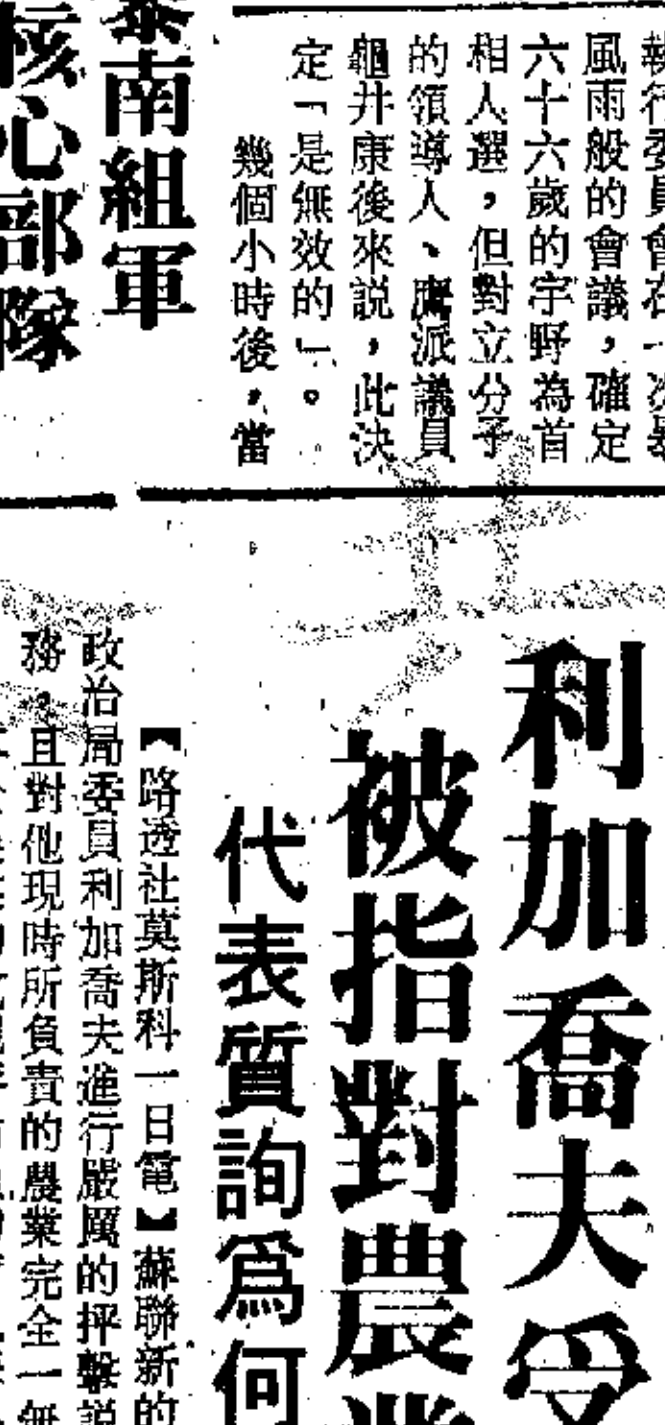 執行委員會在一次暴
風雨般的會議，確定
六十六歲的宇野為首
相人選，但對立分子
的領導人、鷹派議員
龜井康後來說，此決
定「是無效的」。
幾個小時後，當
泰南組軍
核心部隊
利加喬夫受
被指對農業
代表質詢爲何
【路透社莫斯科一日電】蘇聯新的
政治局委員利加喬夫進行嚴厲的抨擊說
務，且對他現時所負責的農業完全一無